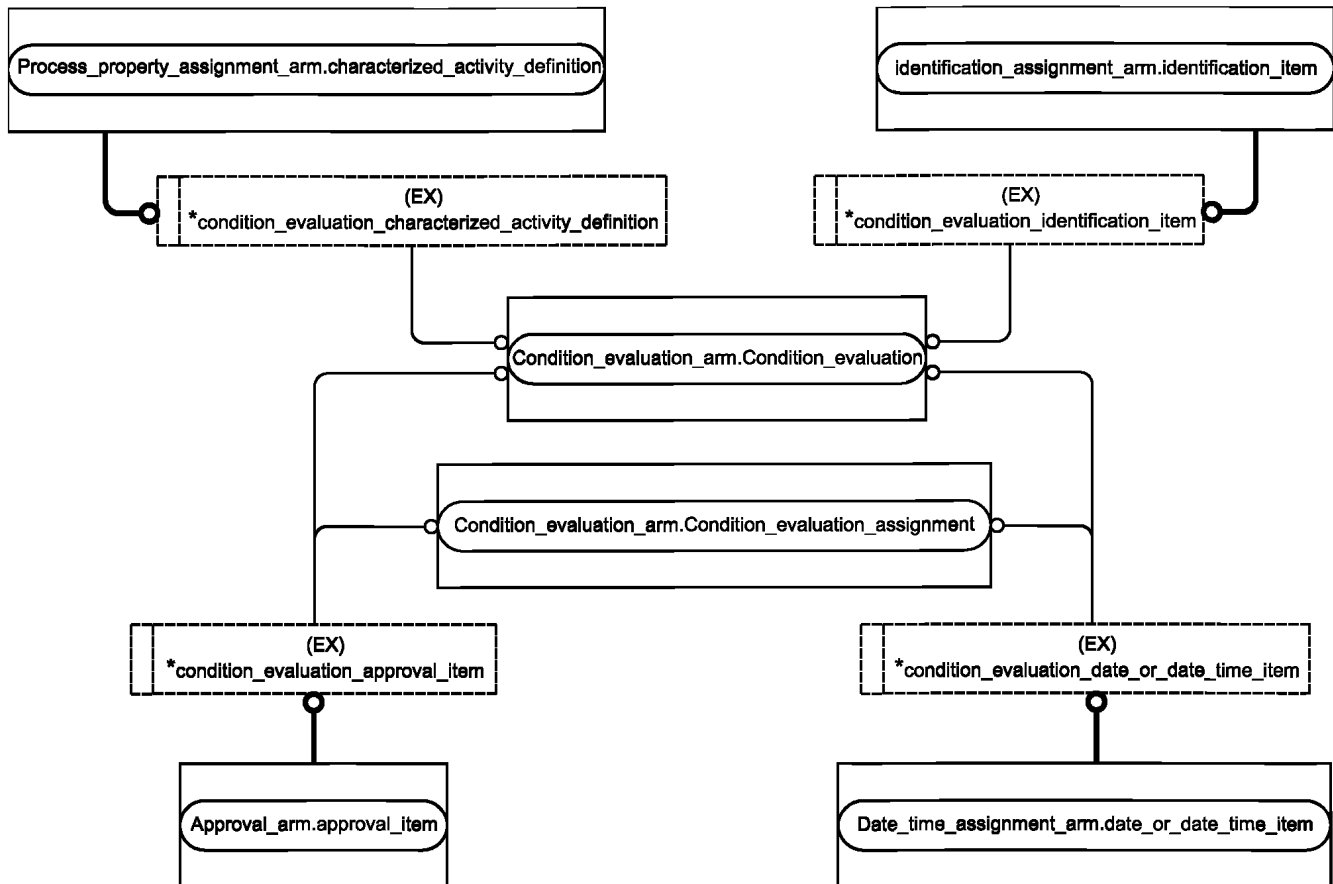 Process_property_assignment_arm.characterized_activity_definition
identification_assignment_arm.identification_item
(EX)
*condition_evaluation_characterized_activity_definition
(EX)
*condition_evaluation_identification_item
Condition_evaluation_arm.Condition_evaluation
Condition_evaluation_arm.Condition_evaluation_assignment
(EX)
*condition_evaluation_approval_item
(EX)
*condition_evaluation_date_or_date_time_item
Approval_arm.approval_item
Date_time_assignment_arm.date_or_date_time_item